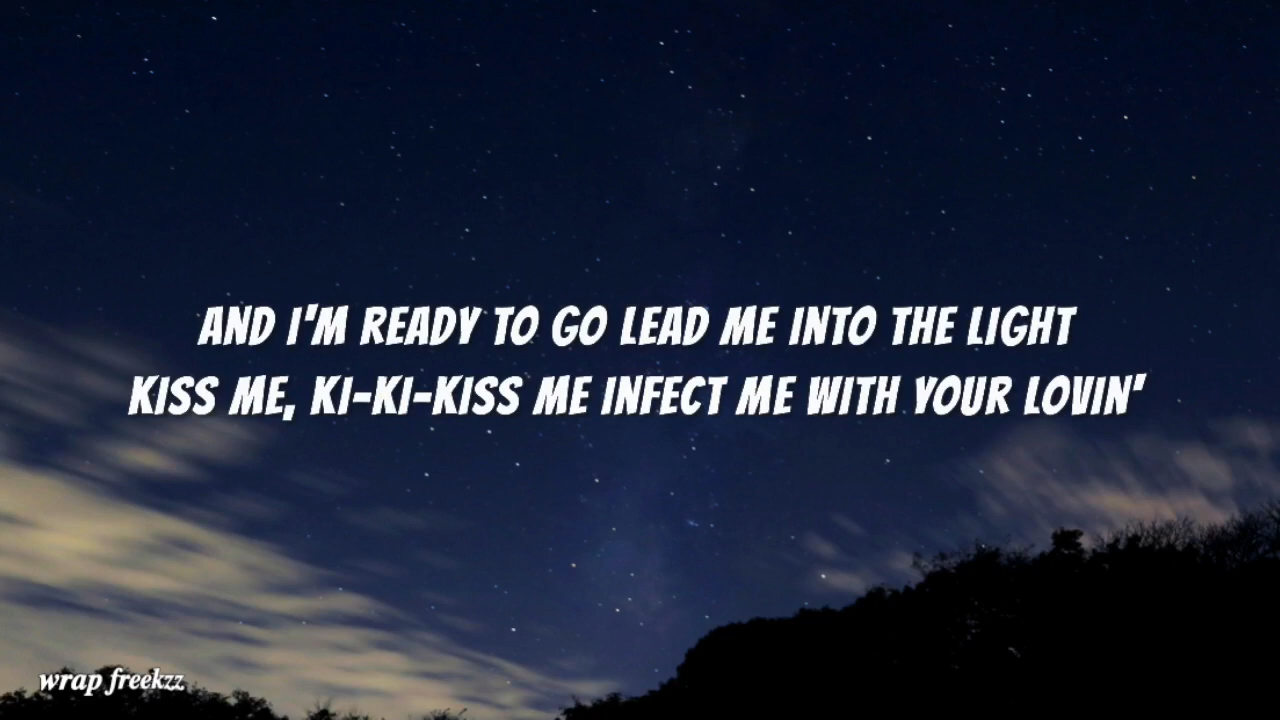 AND I'M READY TO GO LEAD ME INTO THE LIGHT
KISS ME, KI-KI-KISS ME INFECT ME WITH YOUR LOVIN'
wrap freekzz